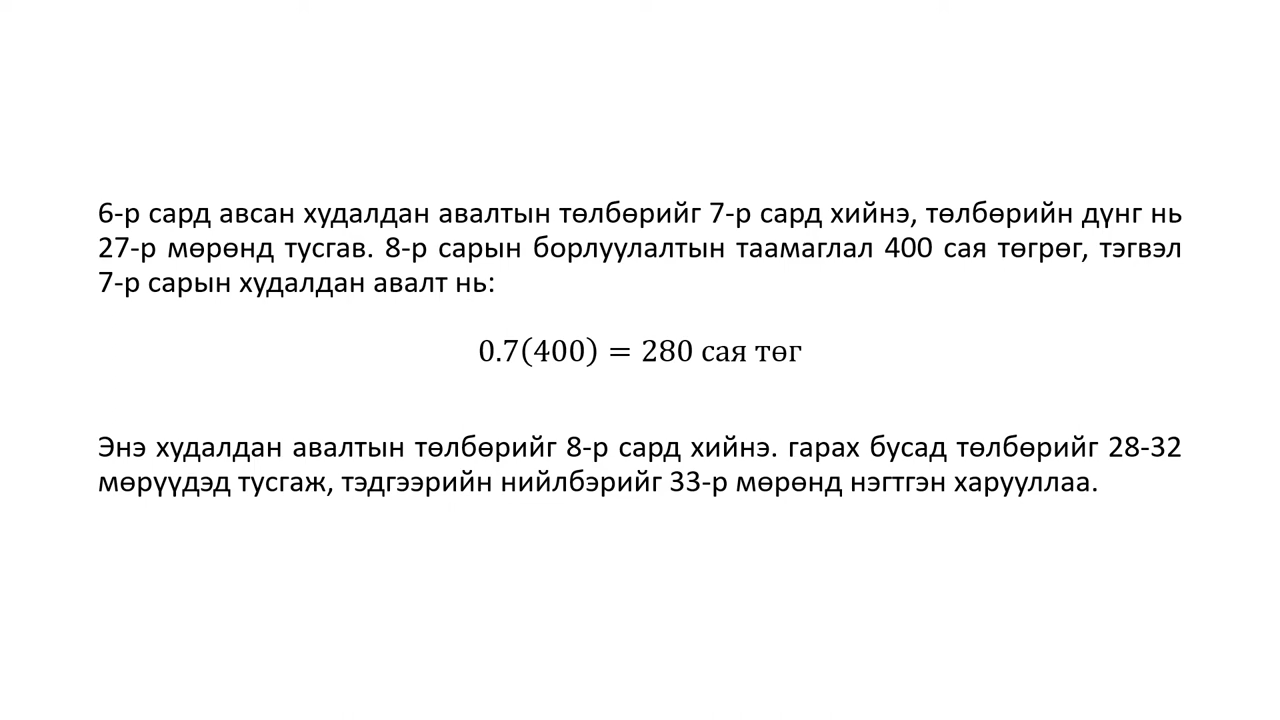 6-р сард авсан худалдан авалтын төлбөрийг 7-р сард хийнэ, төлбөрийн дүнг нь
27-р мөрөнд тусгав. 8-р сарын борлуулалтын таамаглал 400 сая төгрөг, тэгвэл
7-р сарын худалдан авалт нь:
0.7(400) = 280 сая төг
Энэ худалдан авалтын төлбөрийг 8-р сард хийнэ. гарах бусад төлбөрийг 28-32
мөрүүдэд тусгаж, тэдгээрийн нийлбэрийг 33-р мөрөнд нэгтгэн харууллаа.